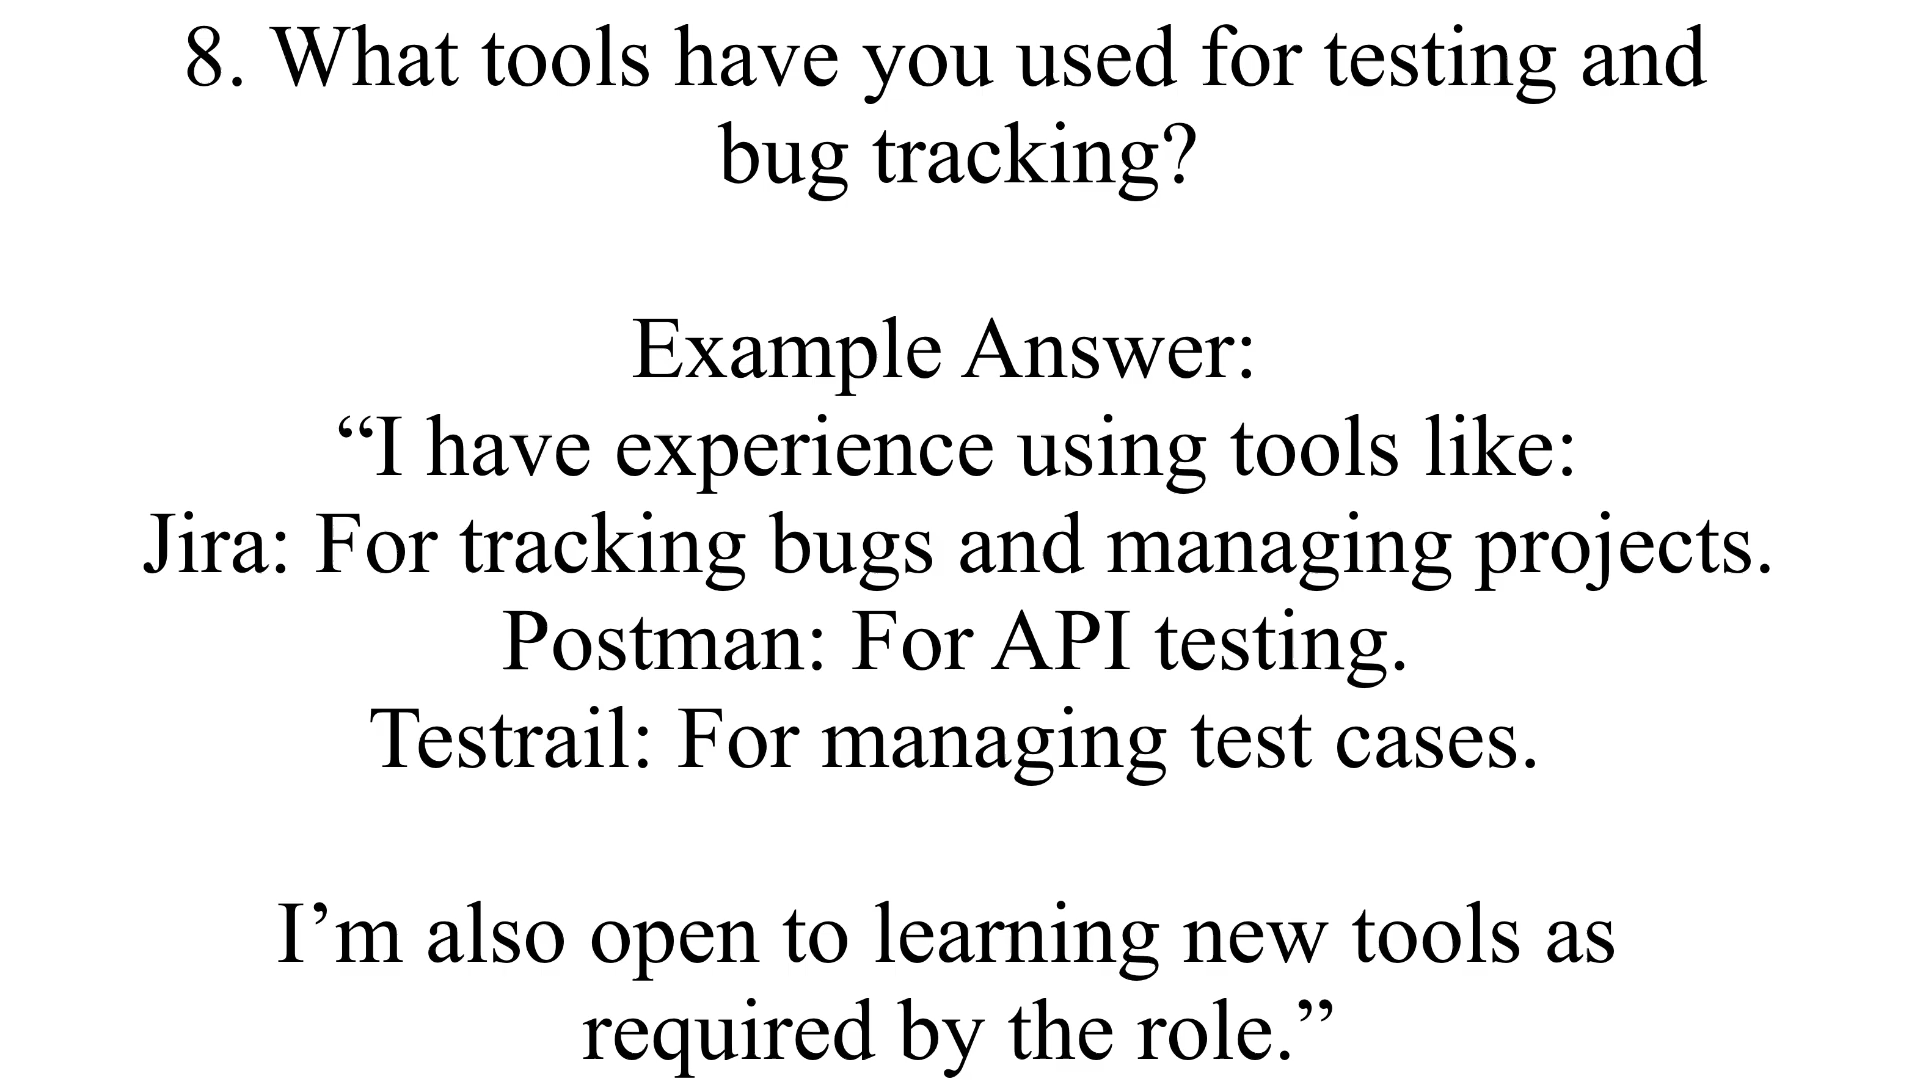 8. What tools have you used for testing and
bug tracking?
Example Answer:
“I have experience using tools like:
Jira: For tracking bugs and managing projects.
Postman: For API testing.
Testrail: For managing test cases.
I’m also open to learning new tools as
required by the role.”